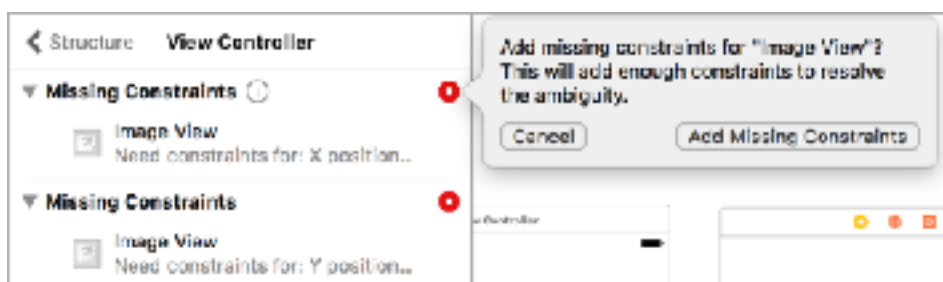 Structure View Controller
Missing Constraints
Image View
Need constraints for: X position...
Missing Constraints
Image View
Need constraints for: Y position...
Add missing constraints for "Image View"?
This will add enough constraints to resolve
the ambiguity.
Cancel Add Missing Constraints
Controller